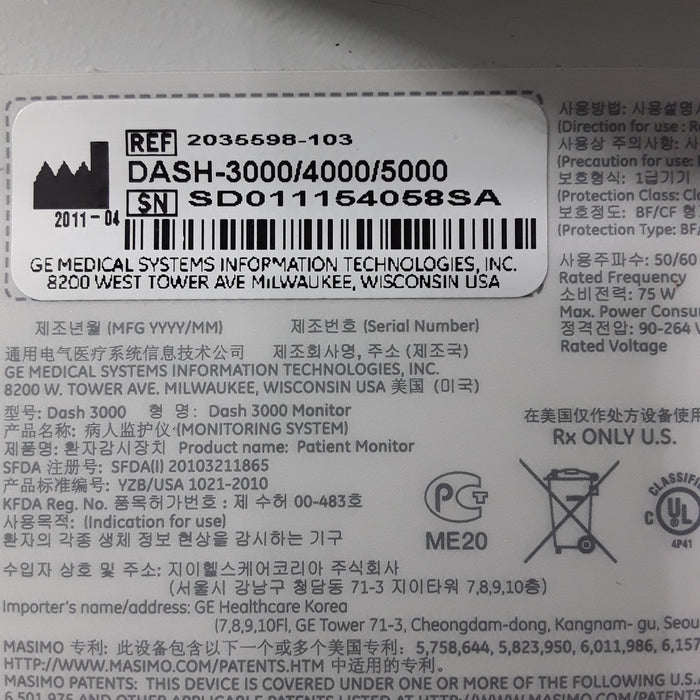 REF 2035598-103
DASH-3000/4000/5000
2011-04
SN SD011154058SA
GE MEDICAL SYSTEMS INFORMATION TECHNOLOGIES, INC.
8200 WEST TOWER AVE MILWAUKEE, WISCONSIN USA
제조년월 (MFG YYYY/MM) 제조번호 (Serial Number)
通用电气医疗系统信息技术公司 제조회사명, 주소 (제조국)
GE MEDICAL SYSTEMS INFORMATION TECHNOLOGIES, INC.
8200 W. TOWER AVE. MILWAUKEE, WISCONSIN USA 美国 (미국)
型号: Dash 3000 형 명: Dash 3000 Monitor
产品名称: 病人监护仪 (MONITORING SYSTEM)
제품명: 환자감시장치 Product name: Patient Monitor
SFDA 注册号: SFDA(I) 20103211865
产品标准编号: YZB/USA 1021-2010
KFDA Reg. No. 품목허가번호 : 제 수허 00-483호
사용목적: (Indication for use)
환자의 각종 생체 정보 현상을 감시하는 기구
수입자 상호 및 주소: 지이헬스케어코리아 주식회사
(서울시 강남구 청담동 71-3 지이타워 7,8,9,10층)
Importer's name/address: GE Healthcare Korea
(7,8,9,10Fl, GE Tower 71-3, Cheongdam-dong, Kangnam- gu, Seou
MASIMO 专利: 此设备包含以下一个或多个美国专利: 5,758,644, 5,823,950, 6,011,986, 6,157
HTTP://WWW.MASIMO.COM/PATENTS.HTM 中适用的专利.
MASIMO PATENTS: THIS DEVICE IS COVERED UNDER ONE OR MORE OF THE FOLLOWING U.S.
사용방법: 사용설명
(Direction for use : R
사용상 주의사항: 사
(Precaution for use:
보호형식: 1급기기
(Protection Class: Cl
보호정도: BF/CF 형
(Protection Type: BF/
사용주파수: 50/60
Rated Frequency
소비전력: 75 W
Max. Power Consu
정격전압: 90-264 V
Rated Voltage
在美国仅作处方设备使
Rx ONLY U.S.
PCT
ME20
CLASSIFI
C UL
4P41